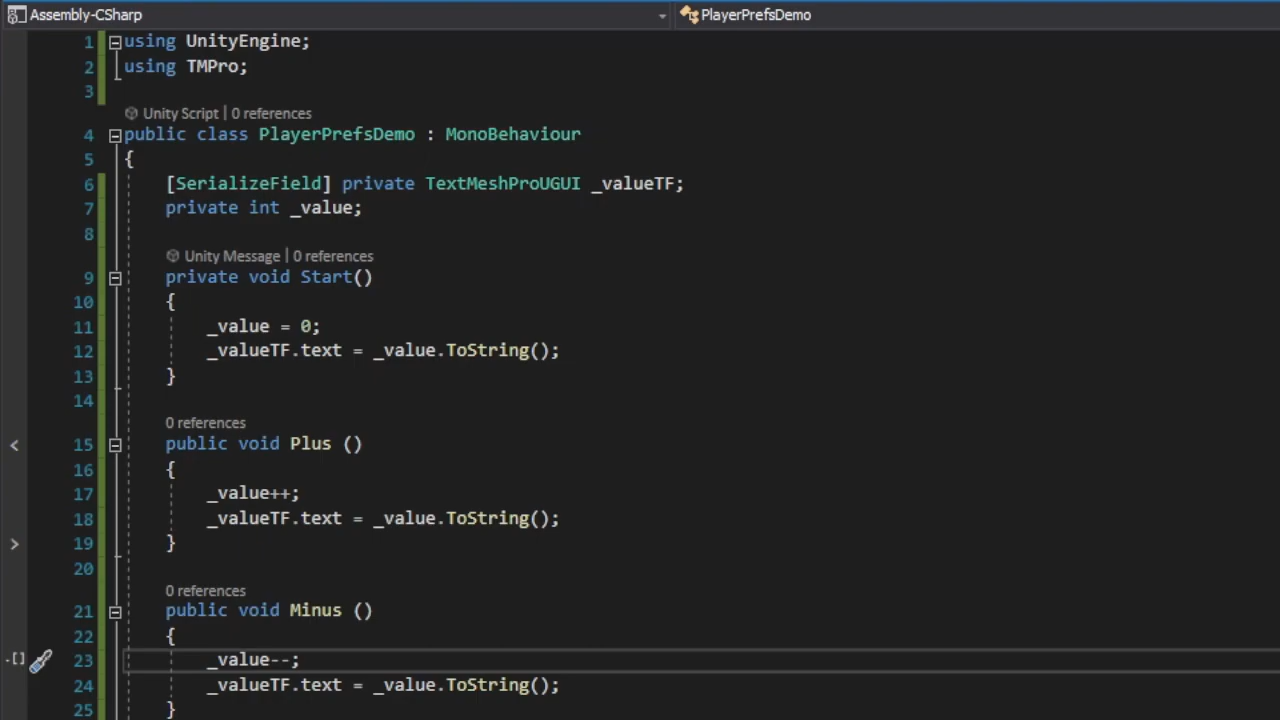 Assembly-CSharp PlayerPrefsDemo
1 using UnityEngine;
2 using TMPro;
3
Unity Script | 0 references
4 public class PlayerPrefsDemo : MonoBehaviour
5 {
6 [SerializeField] private TextMeshProUGUI _valueTF;
7 private int _value;
8
Unity Message | 0 references
9 private void Start()
10 {
11 _value = 0;
12 _valueTF.text = _value.ToString();
13 }
14
0 references
15 public void Plus ()
16 {
17 _value++;
18 _valueTF.text = _value.ToString();
19 }
20
0 references
21 public void Minus ()
22 {
23 _value--;
24 _valueTF.text = _value.ToString();
25 }